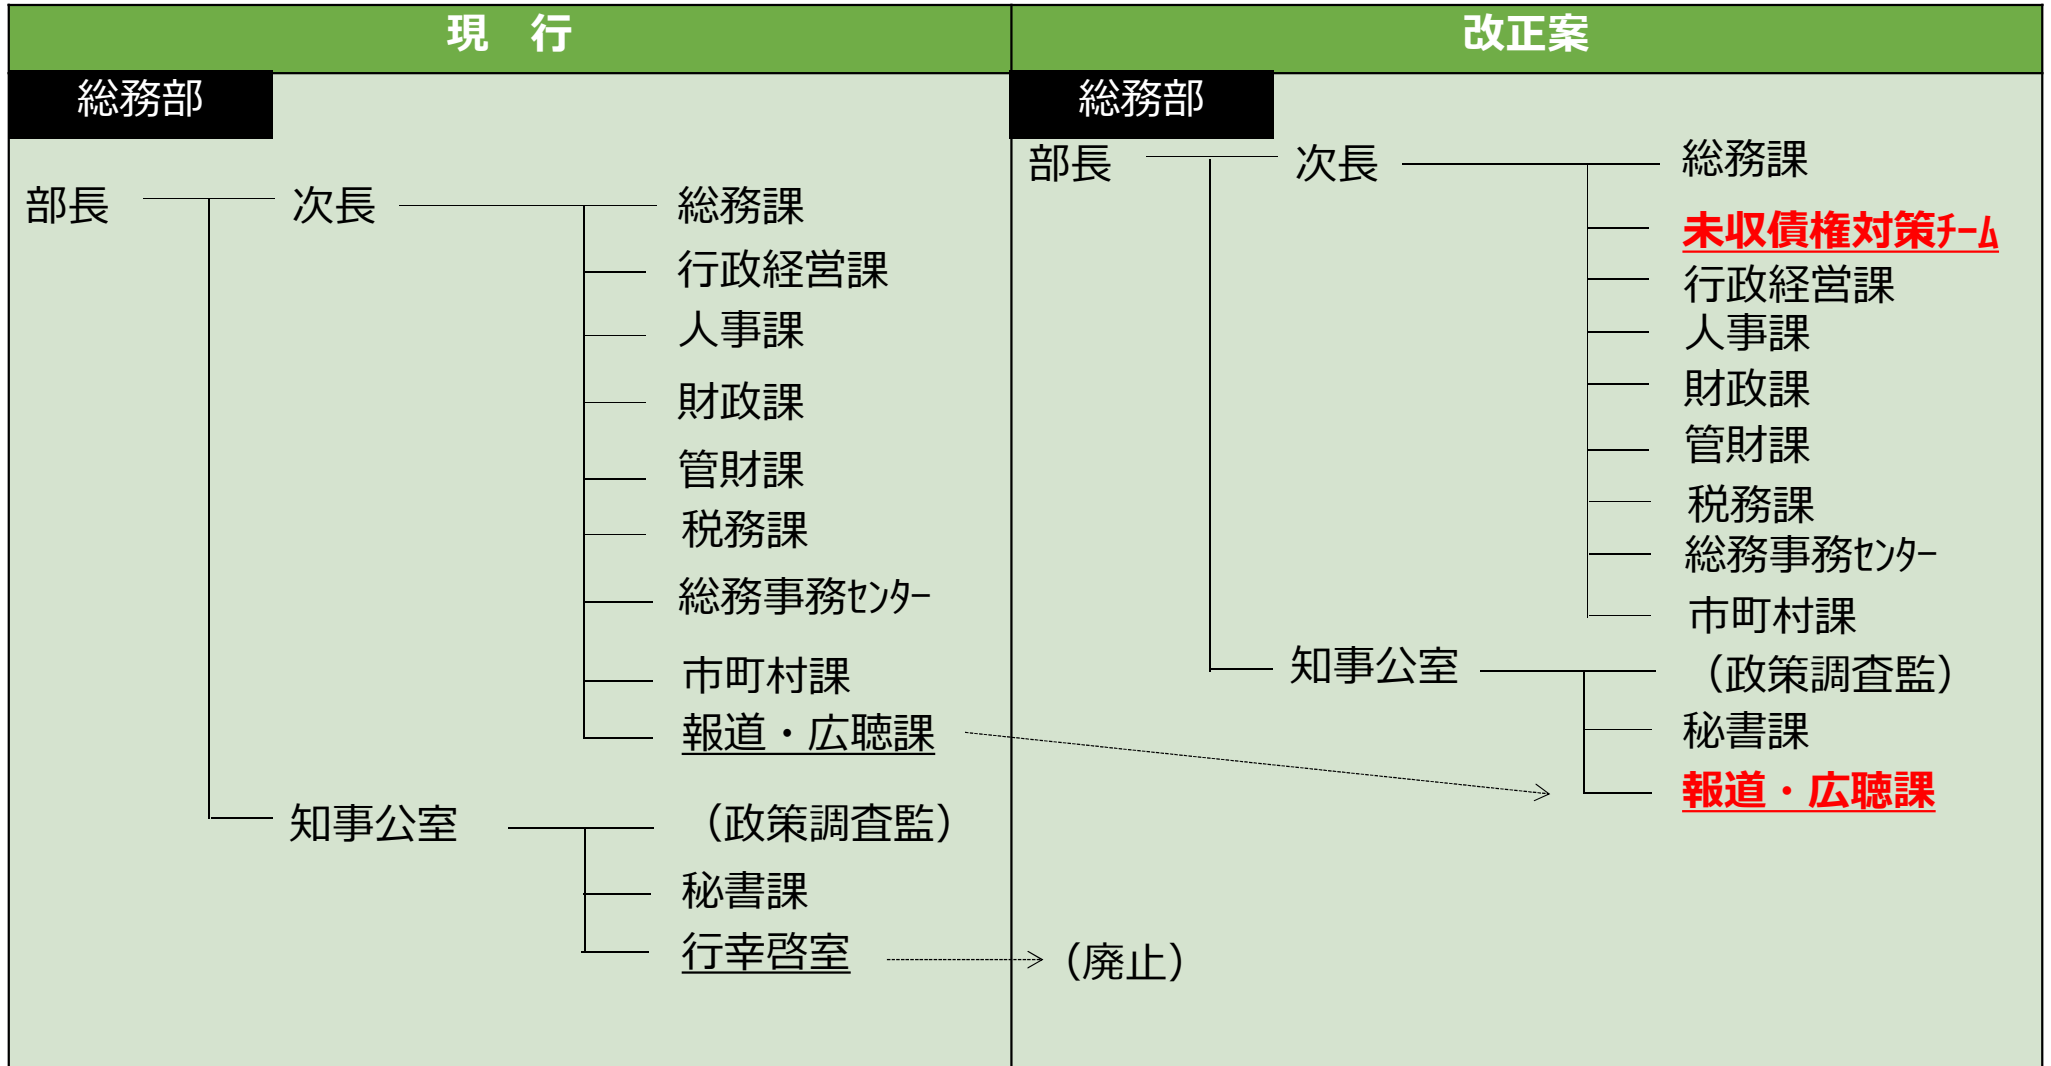 現　行
総務部
部長
次長
総務課
行政経営課
人事課
財政課
管財課
税務課
総務事務ｾﾝﾀｰ
市町村課
報道・広聴課
知事公室
（政策調査監）
秘書課
行幸啓室
改正案
総務部
部長
次長
総務課
未収債権対策ﾁｰﾑ
行政経営課
人事課
財政課
管財課
税務課
総務事務ｾﾝﾀｰ
市町村課
知事公室
（政策調査監）
秘書課
報道・広聴課
（廃止）